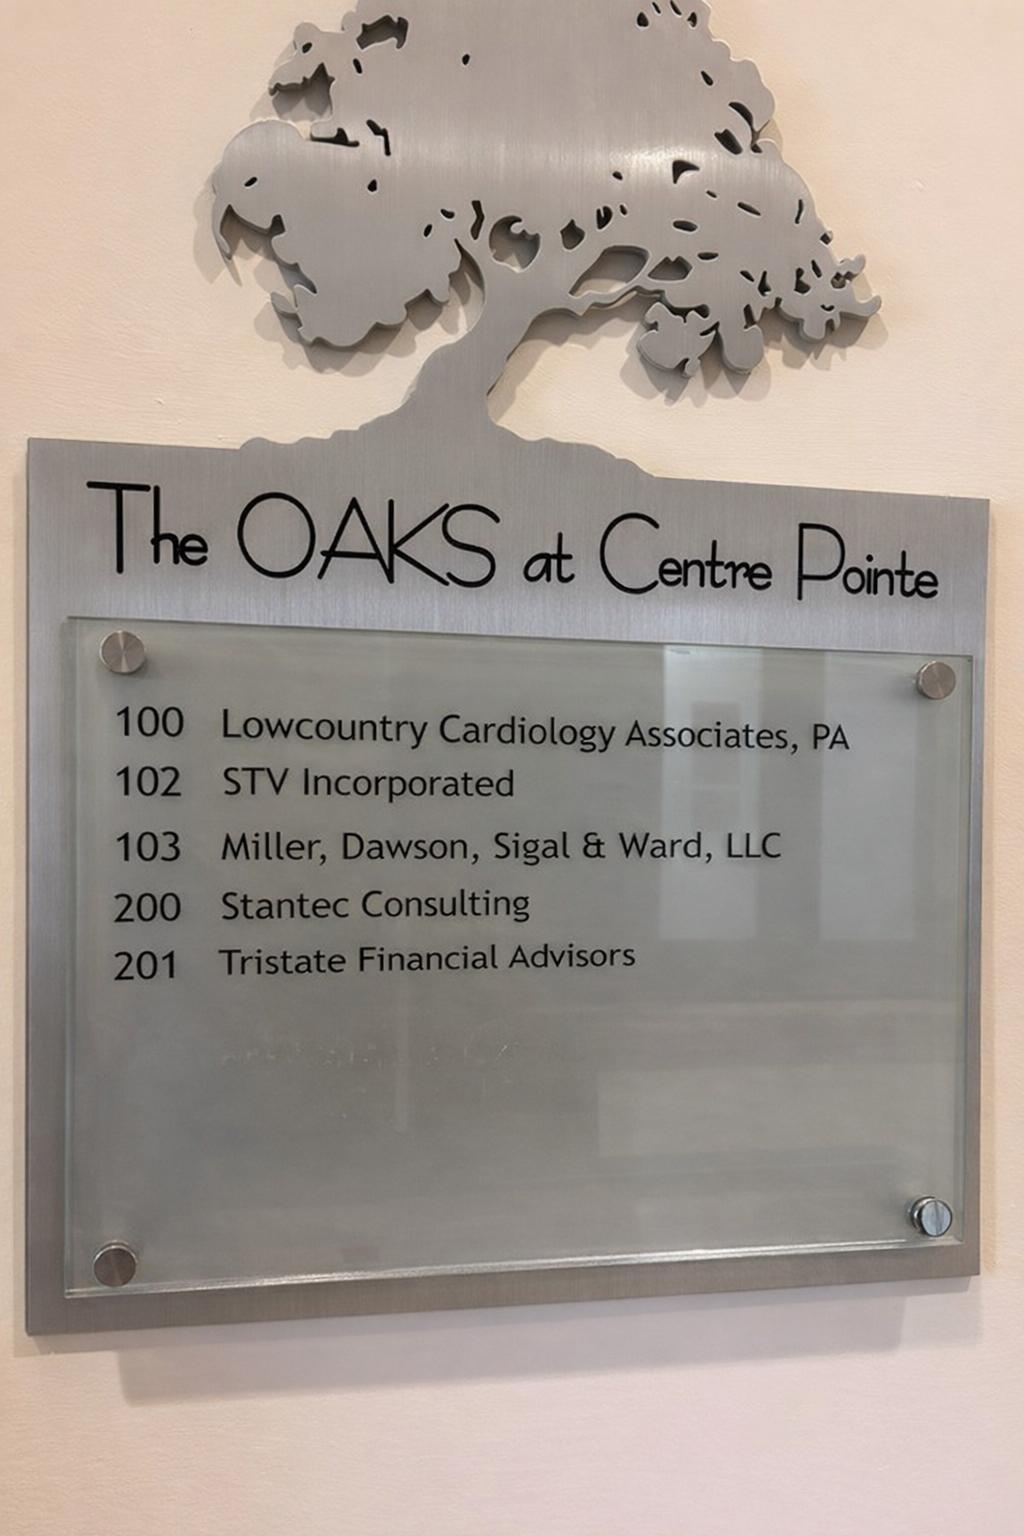 The OAKS at Centre Pointe
100 Lowcountry Cardiology Associates, PA
102 STV Incorporated
103 Miller, Dawson, Sigal & Ward, LLC
200 Stantec Consulting
201 Tristate Financial Advisors